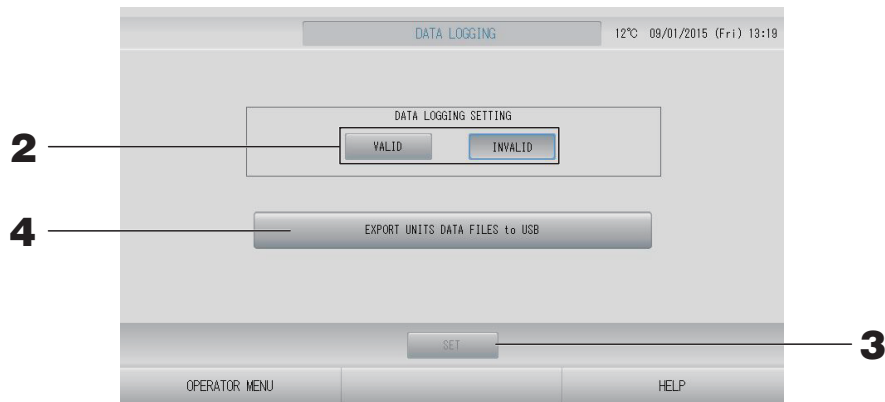 DATA LOGGING 12℃ 09/01/2015 (Fri) 13:19
DATA LOGGING SETTING
2 VALID INVALID
4 EXPORT UNITS DATA FILES to USB
SET 3
OPERATOR MENU HELP